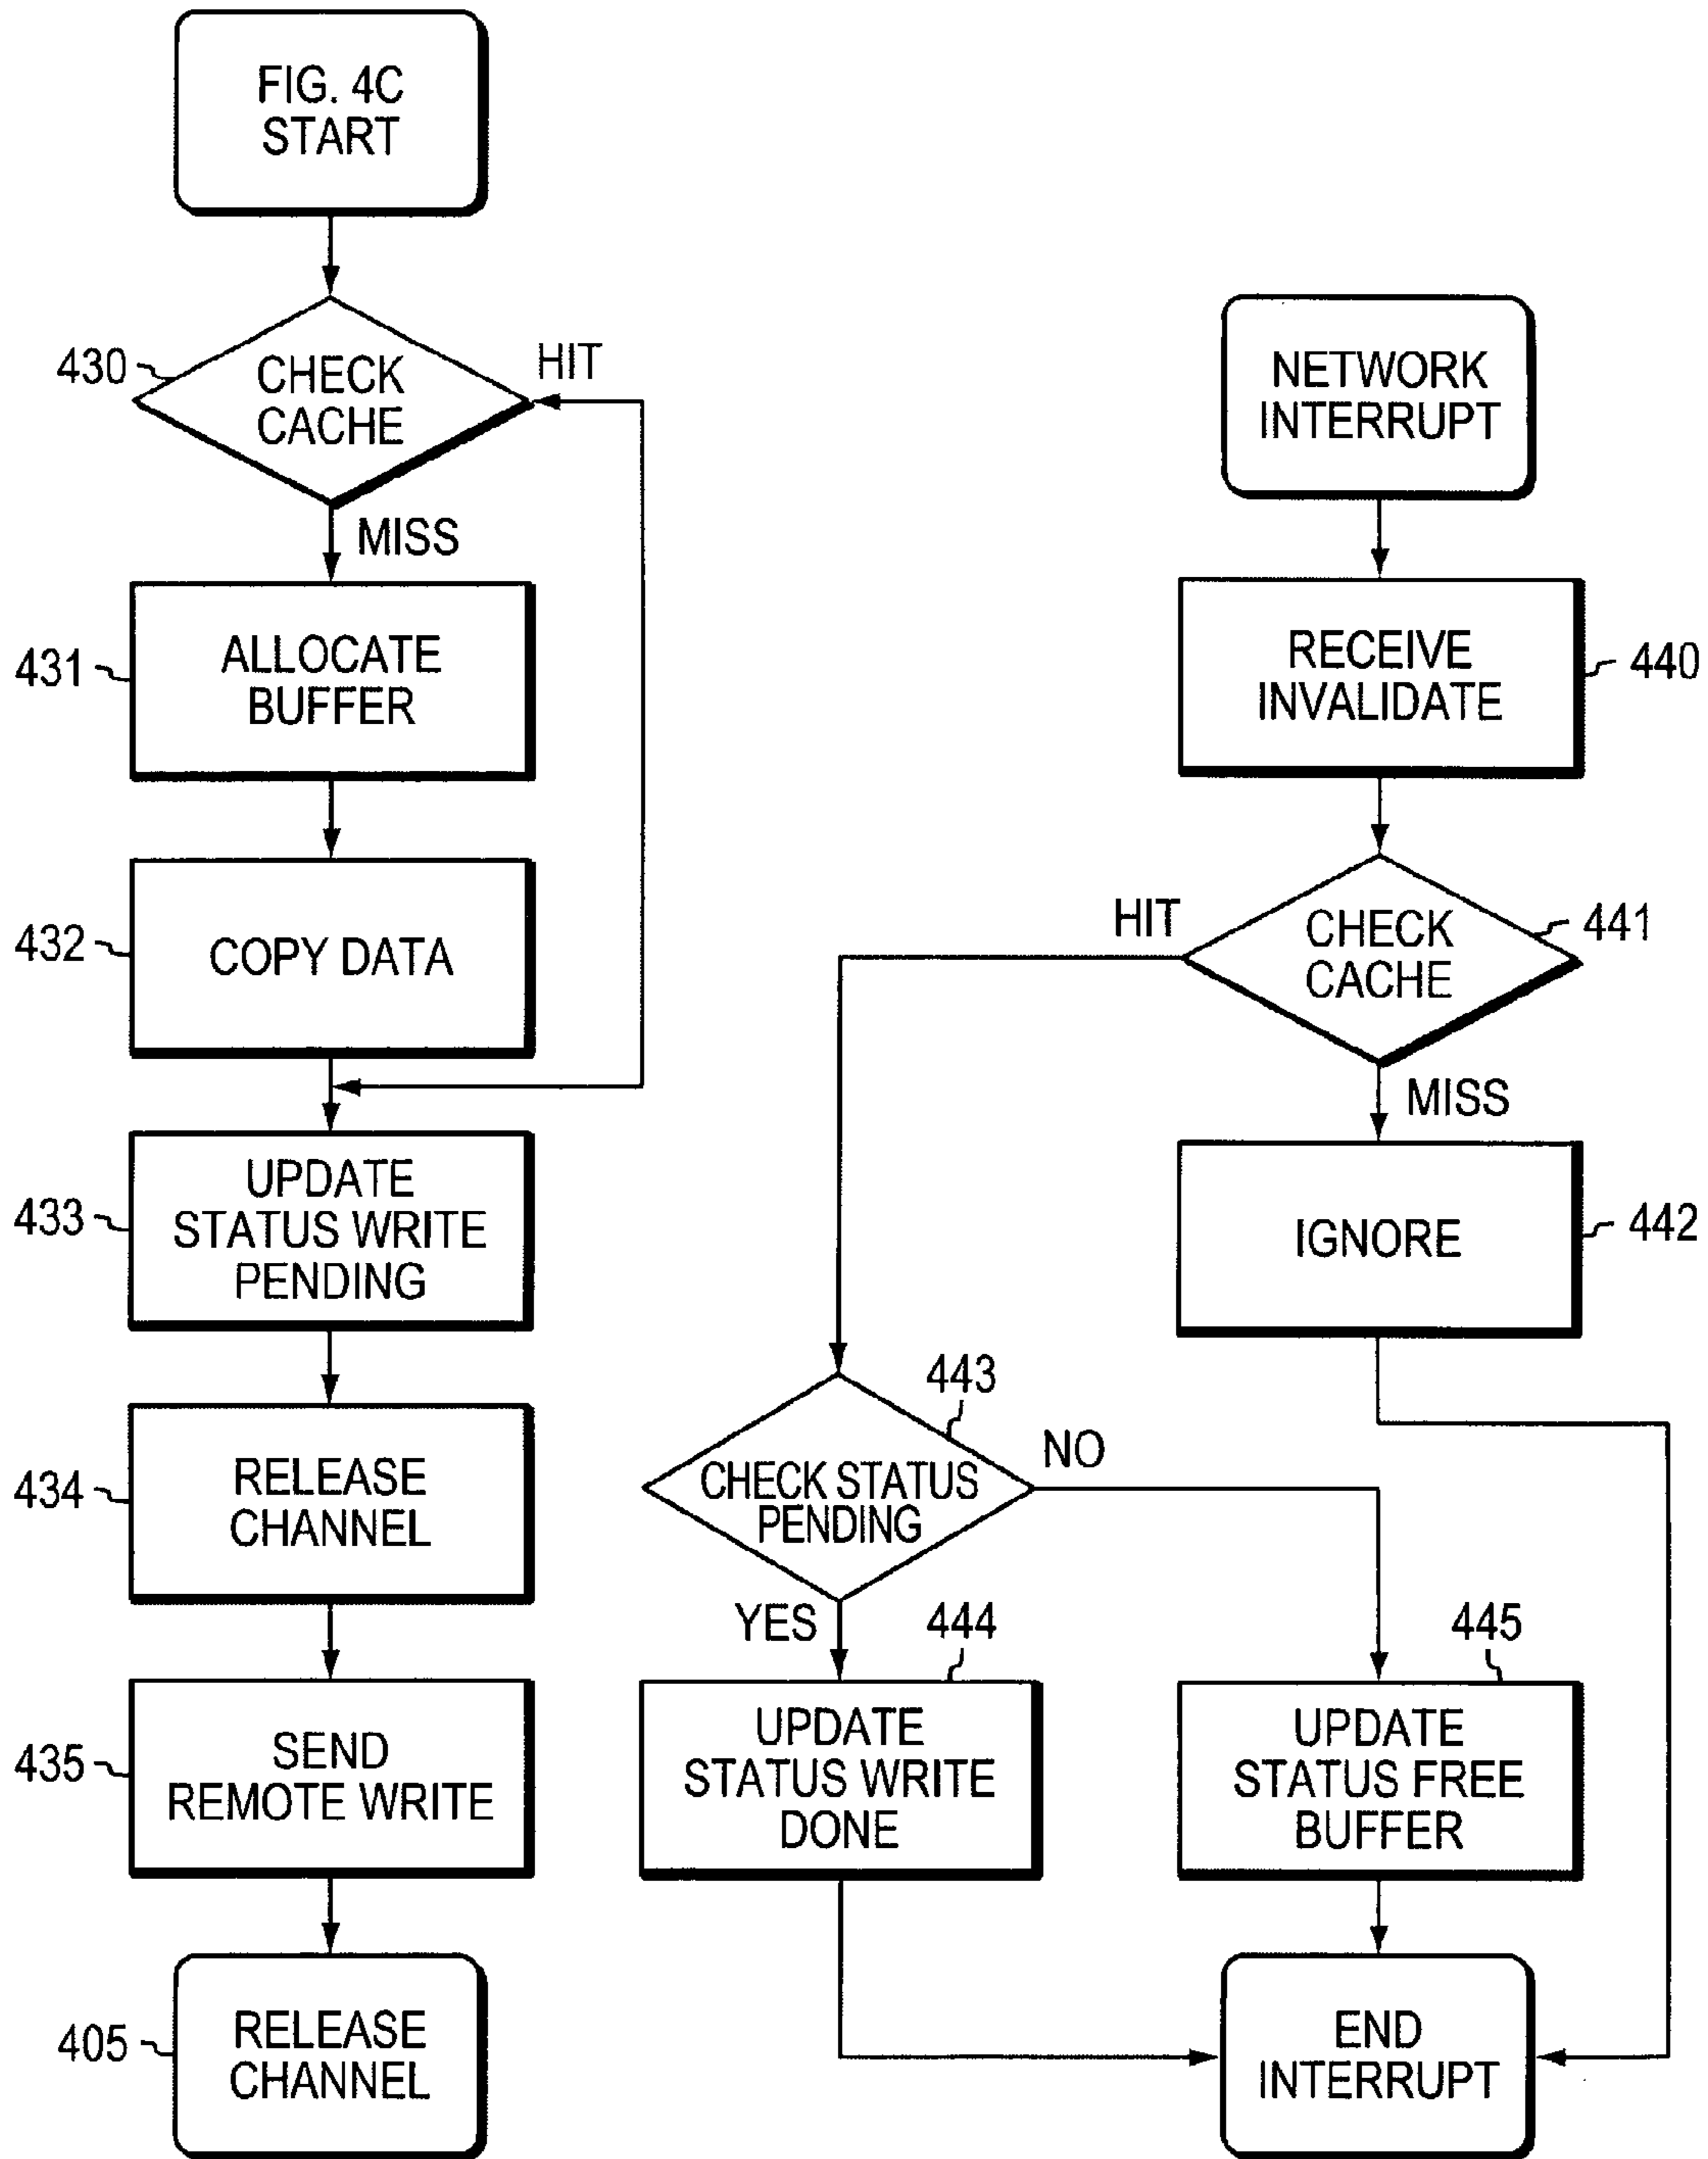 FIG. 4C
START
430
CHECK
CACHE
HIT
MISS
431
ALLOCATE
BUFFER
432
COPY DATA
433
UPDATE
STATUS WRITE
PENDING
434
RELEASE
CHANNEL
435
SEND
REMOTE WRITE
405
RELEASE
CHANNEL
NETWORK
INTERRUPT
RECEIVE
INVALIDATE
440
HIT
CHECK
CACHE
441
MISS
IGNORE
442
443
CHECK STATUS
PENDING
NO
YES
444
UPDATE
STATUS WRITE
DONE
445
UPDATE
STATUS FREE
BUFFER
END
INTERRUPT